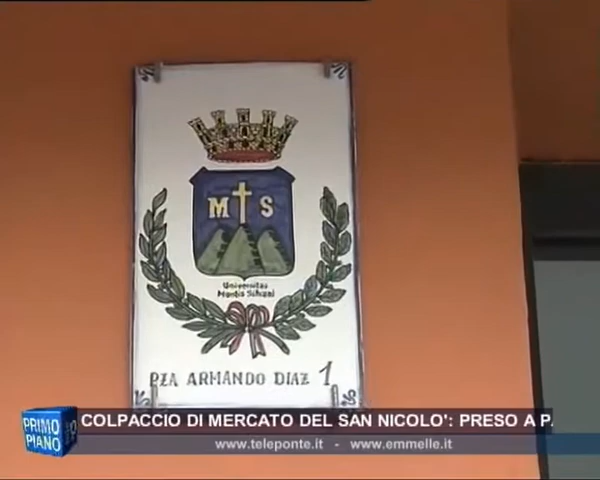 M S
Universitas
Montis Silvani
PZA ARMANDO DIAZ 1
PRIMO
PIANO
COLPACCIO DI MERCATO DEL SAN NICOLO': PRESO A P.
www.teleponte.it - www.emmelle.it